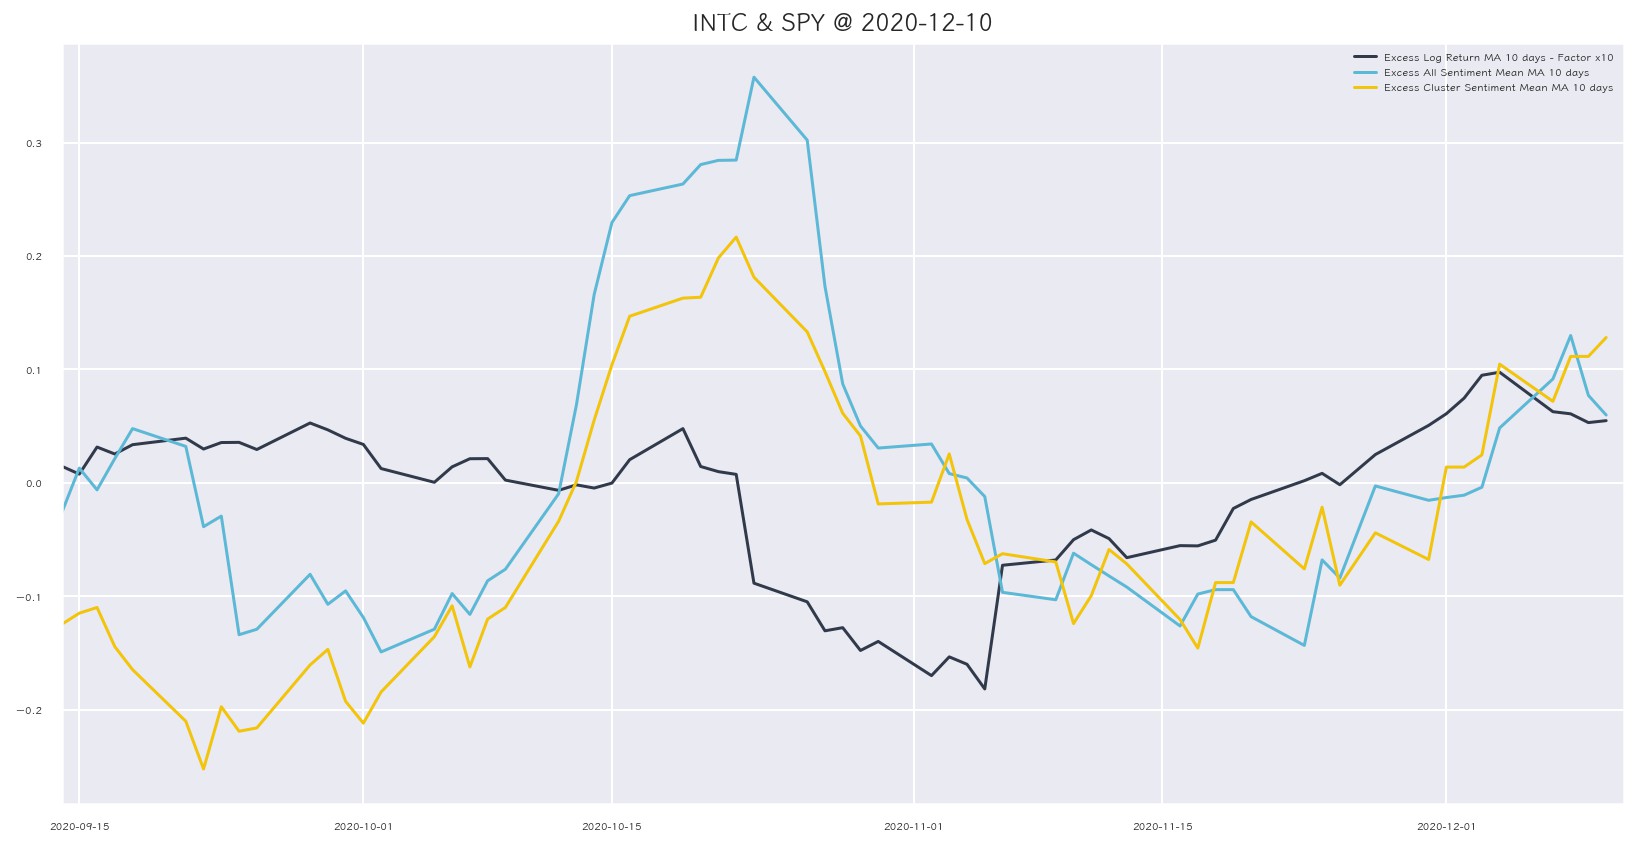 INTC & SPY @ 2020-12-10
Excess Log Return MA 10 days - Factor x10
Excess All Sentiment Mean MA 10 days
Excess Cluster Sentiment Mean MA 10 days
0.3
0.2
0.1
0.0
−0.1
−0.2
2020-09-15 2020-10-01 2020-10-15 2020-11-01 2020-11-15 2020-12-01